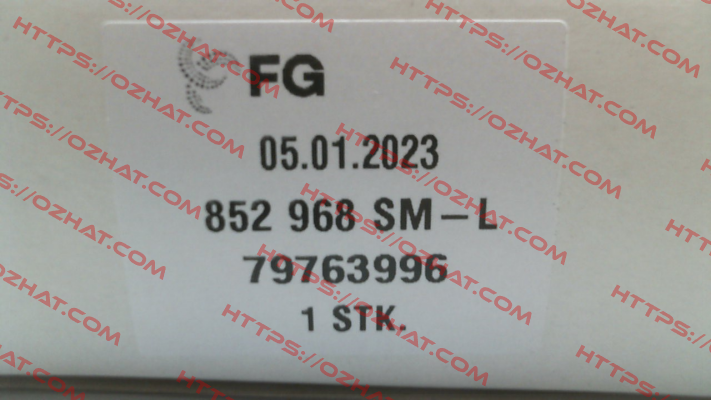 FG
05.01.2023
852 968 SM-L
79763996
1 STK.
HTTPS://OZHAT.COM